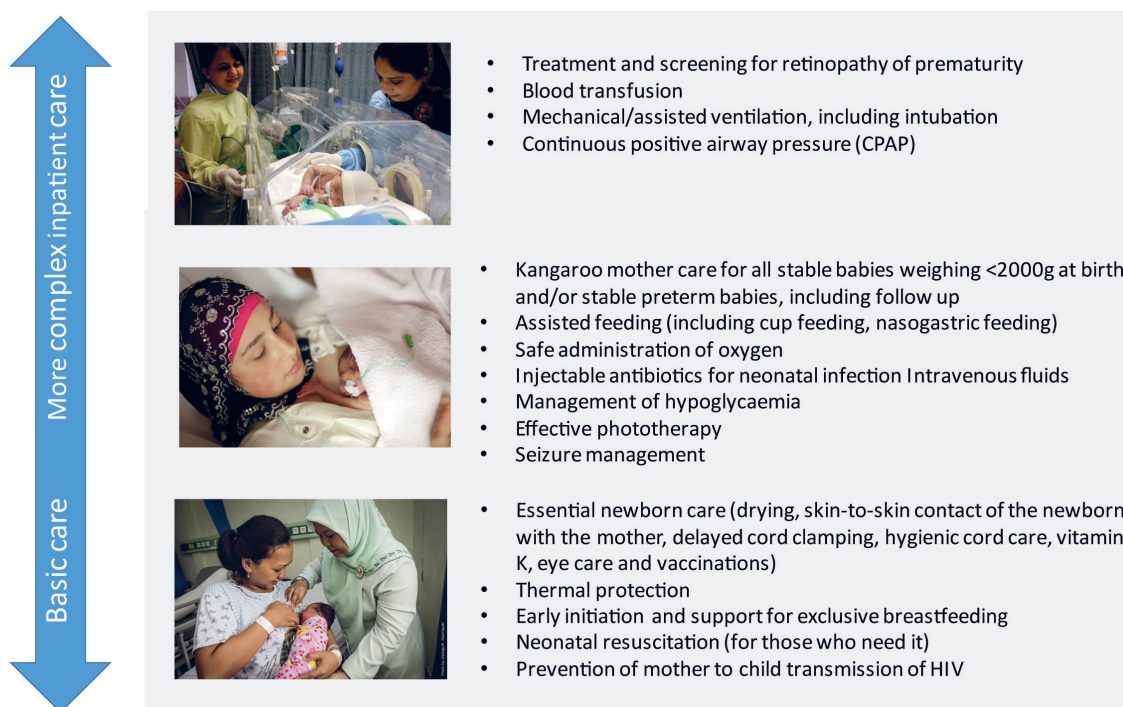 More complex inpatient care
Basic care
• Treatment and screening for retinopathy of prematurity
• Blood transfusion
• Mechanical/assisted ventilation, including intubation
• Continuous positive airway pressure (CPAP)
• Kangaroo mother care for all stable babies weighing <2000g at birth
and/or stable preterm babies, including follow up
• Assisted feeding (including cup feeding, nasogastric feeding)
• Safe administration of oxygen
• Injectable antibiotics for neonatal infection Intravenous fluids
• Management of hypoglycaemia
• Effective phototherapy
• Seizure management
• Essential newborn care (drying, skin-to-skin contact of the newborn
with the mother, delayed cord clamping, hygienic cord care, vitamin
K, eye care and vaccinations)
• Thermal protection
• Early initiation and support for exclusive breastfeeding
• Neonatal resuscitation (for those who need it)
• Prevention of mother to child transmission of HIV